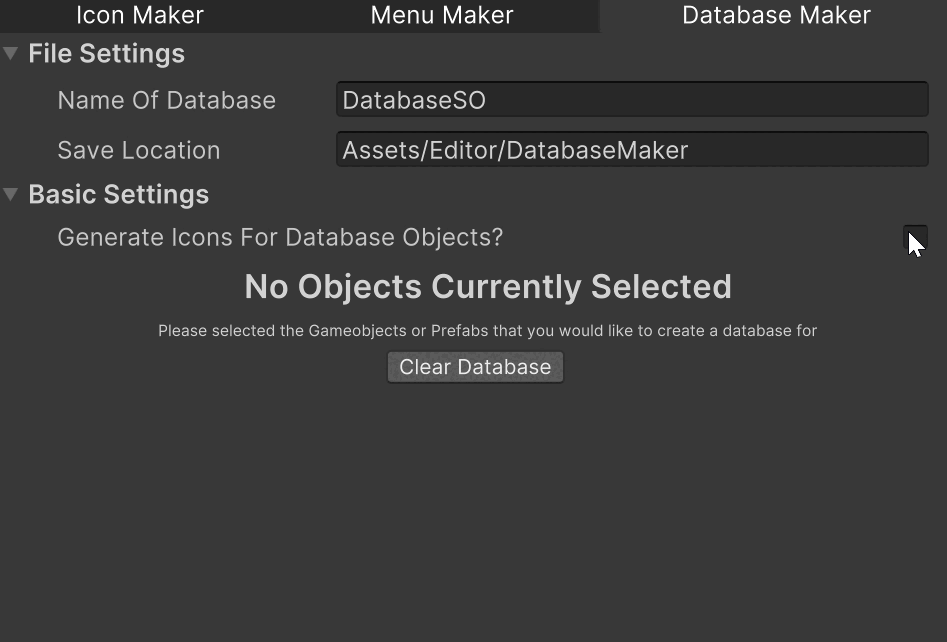 Icon Maker Menu Maker Database Maker
File Settings
Name Of Database DatabaseSO
Save Location Assets/Editor/DatabaseMaker
Basic Settings
Generate Icons For Database Objects?
No Objects Currently Selected
Please selected the Gameobjects or Prefabs that you would like to create a database for
Clear Database